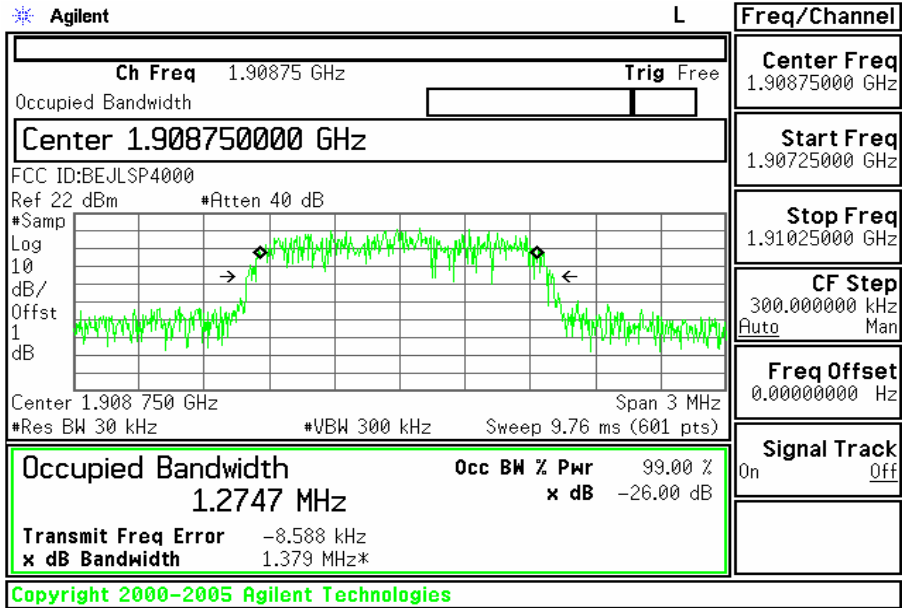 Agilent L Freq/Channel
Ch Freq 1.90875 GHz Trig Free
Occupied Bandwidth
Center 1.908750000 GHz
FCC ID:BEJLSP4000
Ref 22 dBm #Atten 40 dB
#Samp
Log
10
dB/
Offst
1
dB
Center 1.908 750 GHz Span 3 MHz
#Res BW 30 kHz #VBW 300 kHz Sweep 9.76 ms (601 pts)
Occupied Bandwidth Occ BW % Pwr 99.00 %
1.2747 MHz x dB -26.00 dB
Transmit Freq Error -8.588 kHz
x dB Bandwidth 1.379 MHz*
Center Freq
1.90875000 GHz
Start Freq
1.90725000 GHz
Stop Freq
1.91025000 GHz
CF Step
300.000000 kHz
Auto Man
Freq Offset
0.00000000 Hz
Signal Track
On Off
Copyright 2000-2005 Agilent Technologies